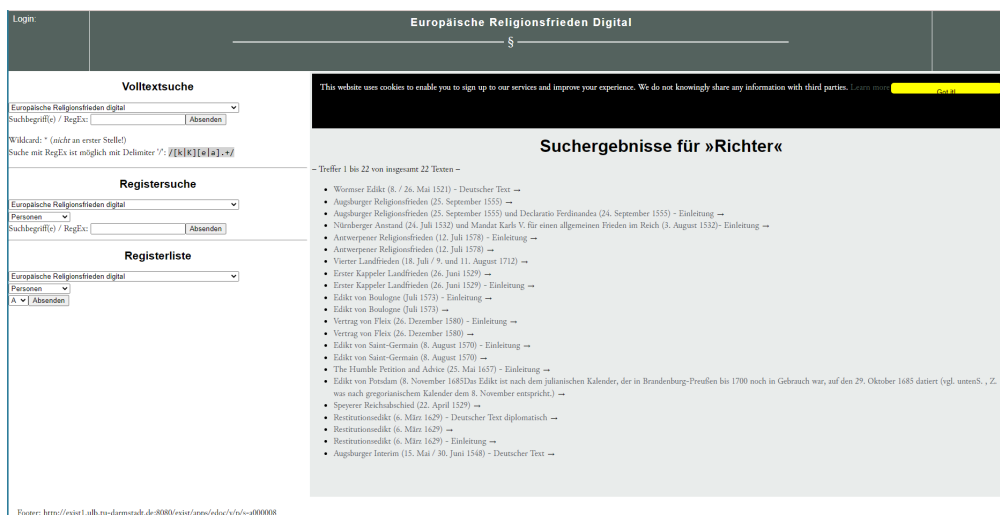 Login:
Europäische Religionsfrieden Digital
§
Volltextsuche
Europäische Religionsfrieden digital
Suchbegriff(e) / RegEx:
Absenden
Wildcard: * (nicht an erster Stelle!)
Suche mit RegEx ist möglich mit Delimiter '/': /[k|K][e|a].+/
Registersuche
Europäische Religionsfrieden digital
Personen
Suchbegriff(e) / RegEx:
Absenden
Registerliste
Europäische Religionsfrieden digital
Personen
A Absenden
This website uses cookies to enable you to sign up to our services and improve your experience. We do not knowingly share any information with third parties. Learn more
Got it!
Suchergebnisse für »Richter«
– Treffer 1 bis 22 von insgesamt 22 Texten –
Wormser Edikt (8. / 26. Mai 1521) - Deutscher Text →
Augsburger Religionsfrieden (25. September 1555) →
Augsburger Religionsfrieden (25. September 1555) und Declaratio Ferdinandea (24. September 1555) - Einleitung →
Nürnberger Anstand (24. Juli 1532) und Mandat Karls V. für einen allgemeinen Frieden im Reich (3. August 1532)- Einleitung →
Antwerpener Religionsfrieden (12. Juli 1578) - Einleitung →
Antwerpener Religionsfrieden (12. Juli 1578) →
Vierter Landfrieden (18. Juli / 9. und 11. August 1712) →
Erster Kappeler Landfrieden (26. Juni 1529) →
Erster Kappeler Landfrieden (26. Juni 1529) - Einleitung →
Edikt von Boulogne (Juli 1573) - Einleitung →
Edikt von Boulogne (Juli 1573) →
Vertrag von Fleix (26. Dezember 1580) - Einleitung →
Vertrag von Fleix (26. Dezember 1580) →
Edikt von Saint-Germain (8. August 1570) - Einleitung →
Edikt von Saint-Germain (8. August 1570) →
The Humble Petition and Advice (25. Mai 1657) - Einleitung →
Edikt von Potsdam (8. November 1685Das Edikt ist nach dem julianischen Kalender, der in Brandenburg-Preußen bis 1700 noch in Gebrauch war, auf den 29. Oktober 1685 datiert (vgl. untenS. , Z.
was nach gregorianischem Kalender dem 8. November entspricht.) →
Speyerer Reichsabschied (22. April 1529) →
Restitutionsedikt (6. März 1629) - Deutscher Text diplomatisch →
Restitutionsedikt (6. März 1629) →
Restitutionsedikt (6. März 1629) - Einleitung →
Augsburger Interim (15. Mai / 30. Juni 1548) - Deutscher Text →
Footer: http://exist1.ulb.tu-darmstadt.de:8080/exist/apps/edoc/v/n/s-a000008